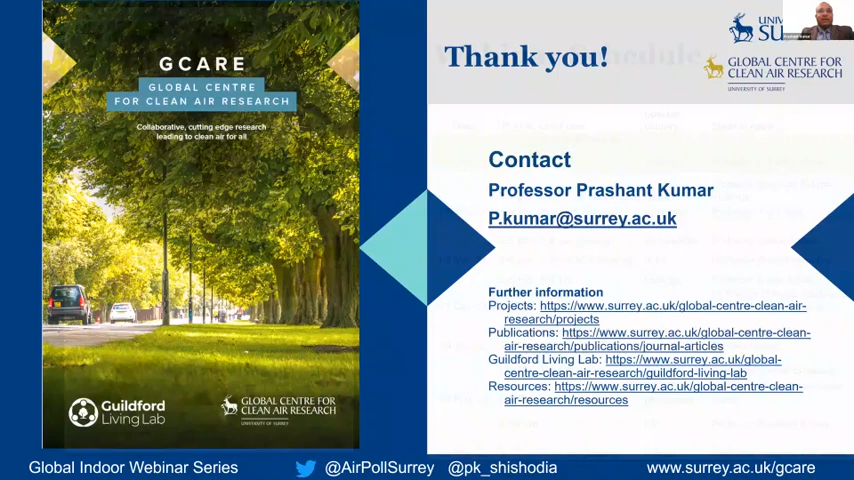 GCARE
GLOBAL CENTRE
FOR CLEAN AIR RESEARCH
Collaborative, cutting edge research
leading to clean air for all
Guildford
Living Lab
GLOBAL CENTRE FOR
CLEAN AIR RESEARCH
UNIVERSITY OF SURREY
Thank you!
GLOBAL CENTRE FOR
CLEAN AIR RESEARCH
UNIVERSITY OF SURREY
Contact
Professor Prashant Kumar
P.kumar@surrey.ac.uk
Further information
Projects: https://www.surrey.ac.uk/global-centre-clean-air-
research/projects
Publications: https://www.surrey.ac.uk/global-centre-clean-
air-research/publications/journal-articles
Guildford Living Lab: https://www.surrey.ac.uk/global-
centre-clean-air-research/guildford-living-lab
Resources: https://www.surrey.ac.uk/global-centre-clean-
air-research/resources
Global Indoor Webinar Series
@AirPollSurrey @pk_shishodia
www.surrey.ac.uk/gcare